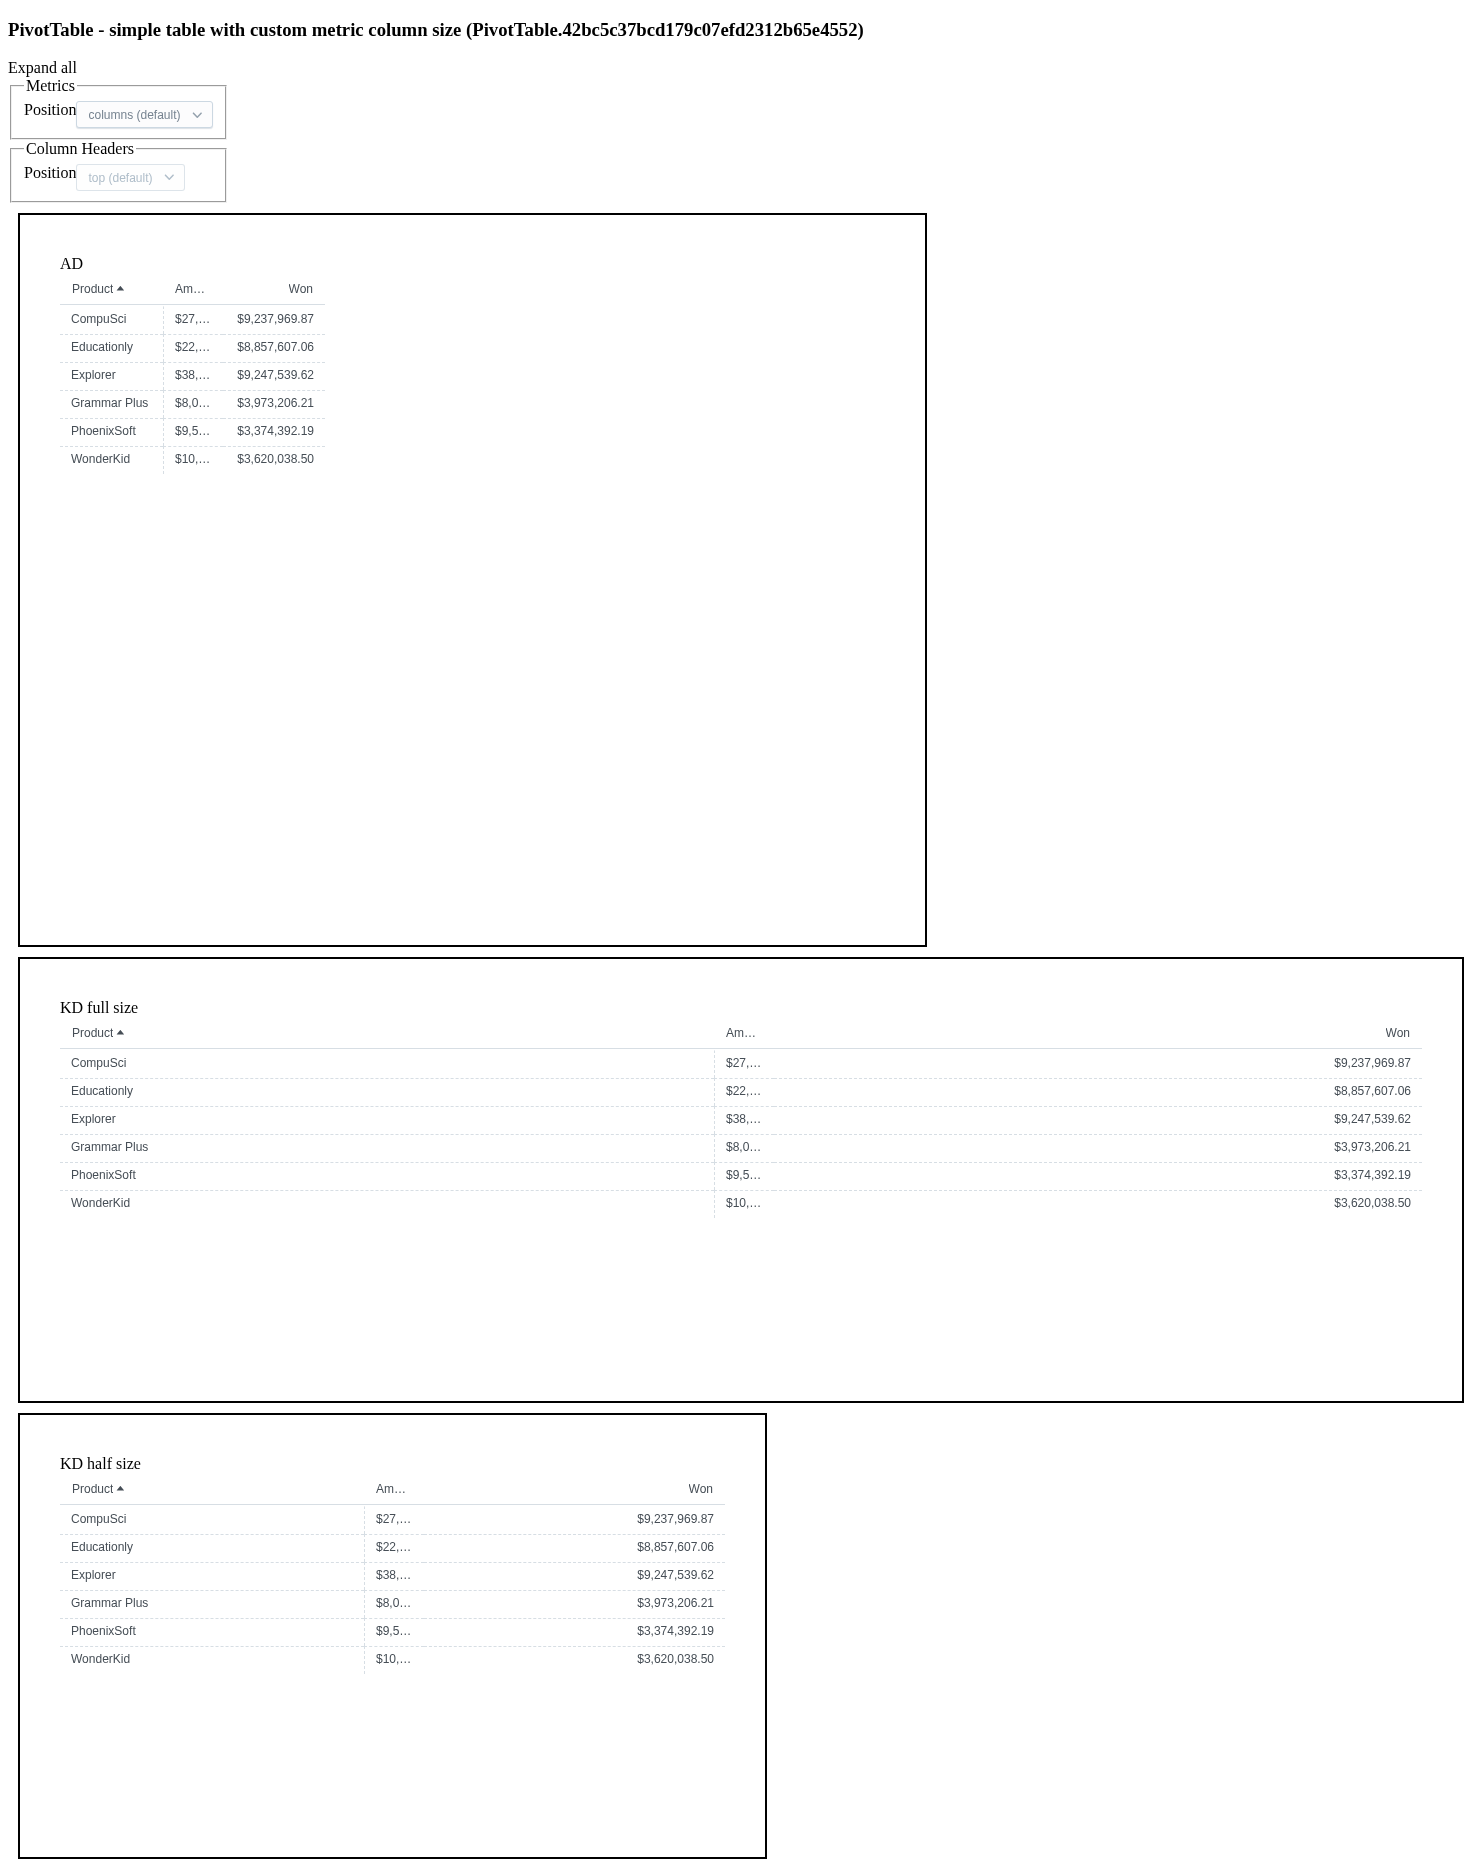 PivotTable - simple table with custom metric column size (PivotTable.42bc5c37bcd179c07efd2312b65e4552)
Expand all
Metrics
Position columns (default)
Column Headers
Position top (default)
AD
Product Am… Won
CompuSci $27,… $9,237,969.87
Educationly $22,… $8,857,607.06
Explorer $38,… $9,247,539.62
Grammar Plus $8,0… $3,973,206.21
PhoenixSoft $9,5… $3,374,392.19
WonderKid $10,… $3,620,038.50
KD full size
Product Am… Won
CompuSci $27,… $9,237,969.87
Educationly $22,… $8,857,607.06
Explorer $38,… $9,247,539.62
Grammar Plus $8,0… $3,973,206.21
PhoenixSoft $9,5… $3,374,392.19
WonderKid $10,… $3,620,038.50
KD half size
Product Am… Won
CompuSci $27,… $9,237,969.87
Educationly $22,… $8,857,607.06
Explorer $38,… $9,247,539.62
Grammar Plus $8,0… $3,973,206.21
PhoenixSoft $9,5… $3,374,392.19
WonderKid $10,… $3,620,038.50